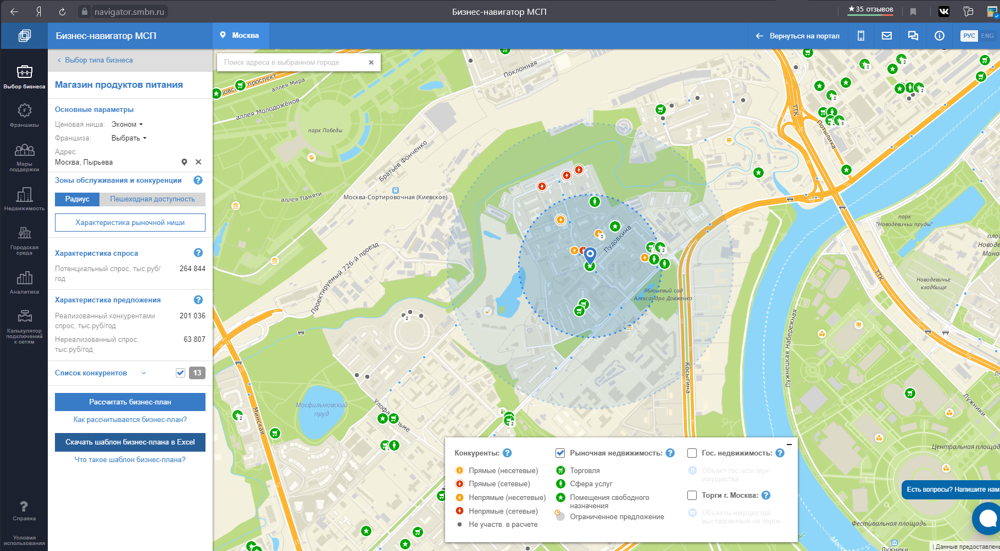 navigator.smbn.ru
Бизнес-навигатор МСП
★35 отзывов
Бизнес-навигатор МСП
Москва
Вернуться на портал
РУС ENG
Выбор бизнеса
Франшизы
Меры
поддержки
Недвижимость
Городская
среда
Аналитика
Калькулятор
подключений
к сетям
Справка
Условия
использования
Выбор типа бизнеса
Магазин продуктов питания
Основные параметры
Ценовая ниша: Эконом
Франшиза: Выбрать
Адрес:
Москва, Пырьева
Зоны обслуживания и конкуренции ?
Радиус Пешеходная доступность
Характеристика рыночной ниши
Характеристика спроса ?
Потенциальный спрос, тыс.руб/
год
264 844
Характеристика предложения ?
Реализованный конкурентами
спрос, тыс.руб/год
201 036
Нереализованный спрос,
тыс.руб/год
63 807
Список конкурентов 13
Рассчитать бизнес-план
Как рассчитывается бизнес-план?
Скачать шаблон бизнес-плана в Excel
Что такое шаблон бизнес-плана?
Поиск адреса в выбранном городе
Поклонная
аллея Мира
проспект
аллея Молодожёнов
парк Победы
Братьев Фонченко
аллея Памяти
Москва-Сортировочная (Киевское)
Проектируемый 726-й проезд
Пудовкина
Яблоневый сад
Александра Довженко
Мосфильмовский
пруд
Минская
Косыгина
ТТК
Потылиха
парк
"Новодевичьи пруды"
Новодевичье
кладбище
ТТК
Лужнецкая Набережная
Лужники
Центральная площадь
Фестивальная площадь
Лужники
Конкуренты: ?
Прямые (несетевые)
Прямые (сетевые)
Непрямые (несетевые)
Непрямые (сетевые)
Не участв. в расчете
Рыночная недвижимость: ?
Торговля
Сфера услуг
Помещения свободного
назначения
Ограниченное предложение
Гос. недвижимость: ?
Объект гос. или мун.
имущества
Торги г. Москва: ?
Объекты имущества,
выставленные на торги
Есть вопросы? Напишите нам
| Данные предоставлен